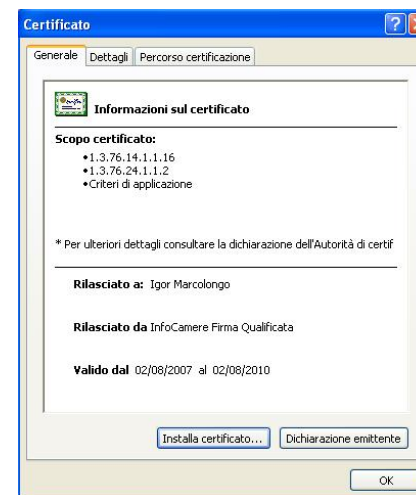 Certificato
Generale Dettagli Percorso certificazione
Informazioni sul certificato
Scopo certificato:
•1.3.76.14.1.1.16
•1.3.76.24.1.1.2
•Criteri di applicazione
* Per ulteriori dettagli consultare la dichiarazione dell'Autorità di certif
Rilasciato a: Igor Marcolongo
Rilasciato da InfoCamere Firma Qualificata
Valido dal 02/08/2007 al 02/08/2010
Installa certificato... Dichiarazione emittente
OK